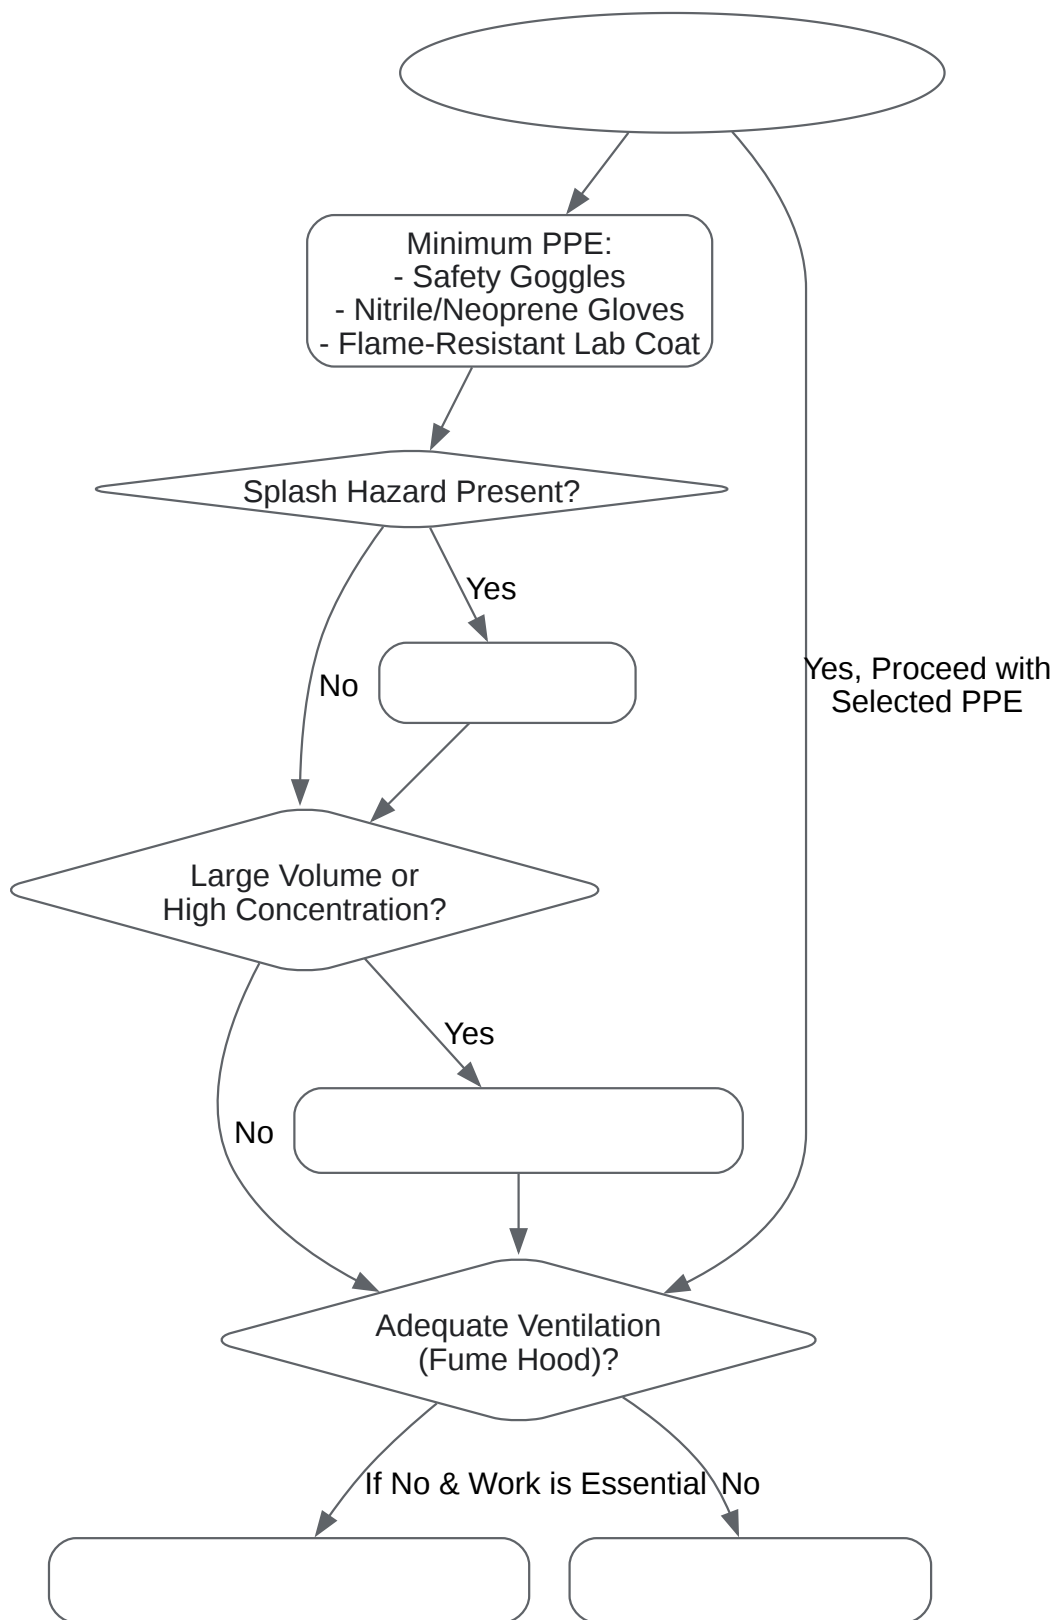 Minimum PPE:
- Safety Goggles
- Nitrile/Neoprene Gloves
- Flame-Resistant Lab Coat
Splash Hazard Present?
Yes
No
Yes, Proceed with
Selected PPE
Large Volume or
High Concentration?
Yes
No
Adequate Ventilation
(Fume Hood)?
If No & Work is Essential
No